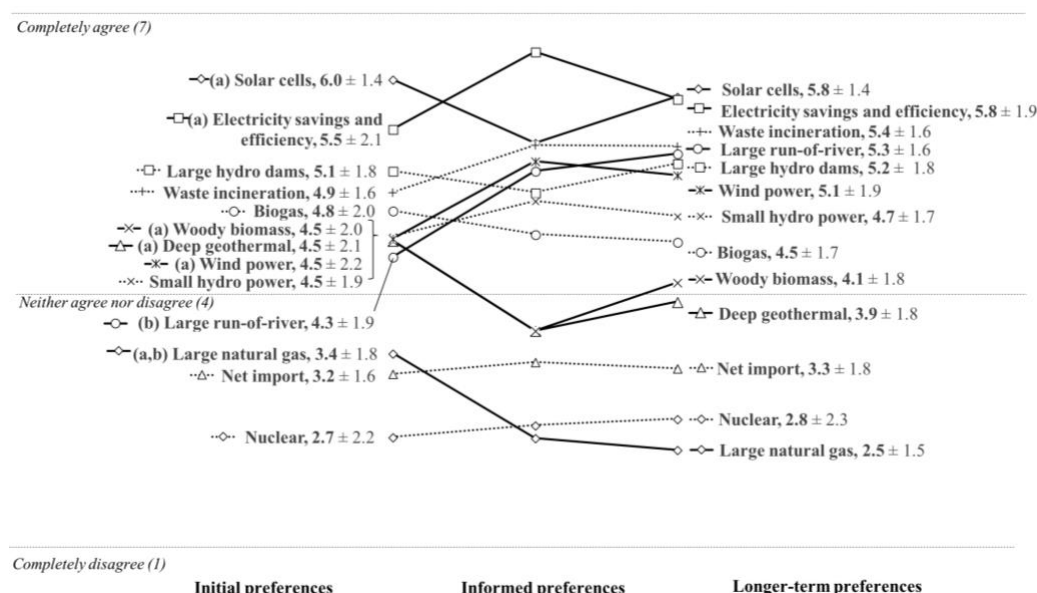 Completely agree (7)
(a) Solar cells, 6.0 ± 1.4
(a) Electricity savings and
efficiency, 5.5 ± 2.1
Large hydro dams, 5.1 ± 1.8
Waste incineration, 4.9 ± 1.6
Biogas, 4.8 ± 2.0
(a) Woody biomass, 4.5 ± 2.0
(a) Deep geothermal, 4.5 ± 2.1
(a) Wind power, 4.5 ± 2.2
Small hydro power, 4.5 ± 1.9
Neither agree nor disagree (4)
(b) Large run-of-river, 4.3 ± 1.9
(a,b) Large natural gas, 3.4 ± 1.8
Net import, 3.2 ± 1.6
Nuclear, 2.7 ± 2.2
Solar cells, 5.8 ± 1.4
Electricity savings and efficiency, 5.8 ± 1.9
Waste incineration, 5.4 ± 1.6
Large run-of-river, 5.3 ± 1.6
Large hydro dams, 5.2 ± 1.8
Wind power, 5.1 ± 1.9
Small hydro power, 4.7 ± 1.7
Biogas, 4.5 ± 1.7
Woody biomass, 4.1 ± 1.8
Deep geothermal, 3.9 ± 1.8
Net import, 3.3 ± 1.8
Nuclear, 2.8 ± 2.3
Large natural gas, 2.5 ± 1.5
Completely disagree (1)
Initial preferences
Informed preferences
Longer-term preferences